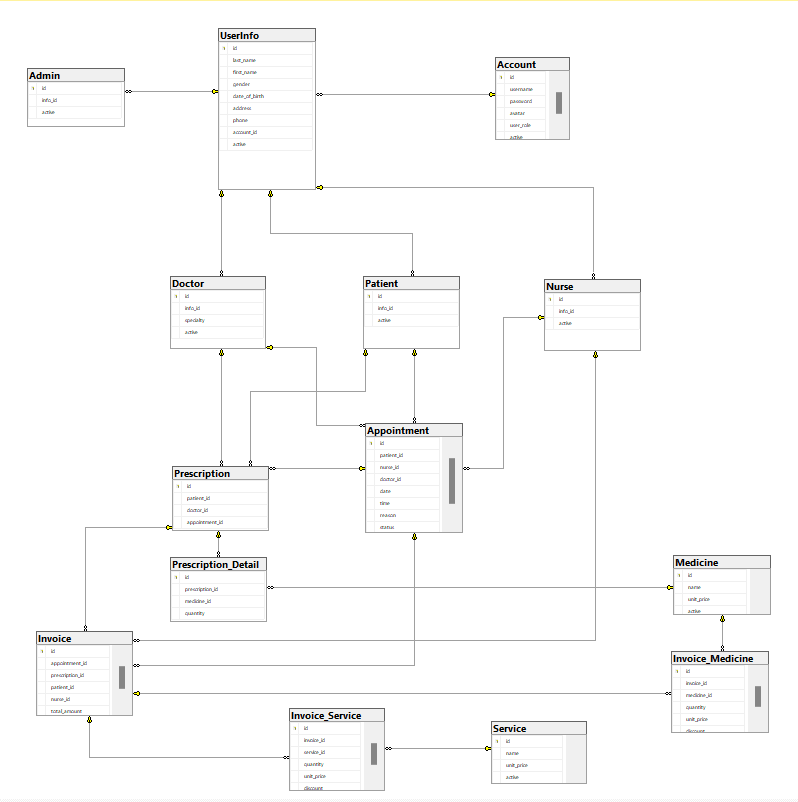 UserInfo
id
last_name
first_name
gender
date_of_birth
address
phone
account_id
active
Admin
id
info_id
active
Account
id
username
password
avatar
user_role
active
Doctor
id
info_id
specialty
active
Patient
id
info_id
active
Nurse
id
info_id
active
Appointment
id
patient_id
nurse_id
doctor_id
date
time
reason
status
Prescription
id
patient_id
doctor_id
appointment_id
Prescription_Detail
id
prescription_id
medicine_id
quantity
Medicine
id
name
unit_price
active
Invoice
id
appointment_id
prescription_id
patient_id
nurse_id
total_amount
Invoice_Medicine
id
invoice_id
medicine_id
quantity
unit_price
discount
Invoice_Service
id
invoice_id
service_id
quantity
unit_price
discount
Service
id
name
unit_price
active